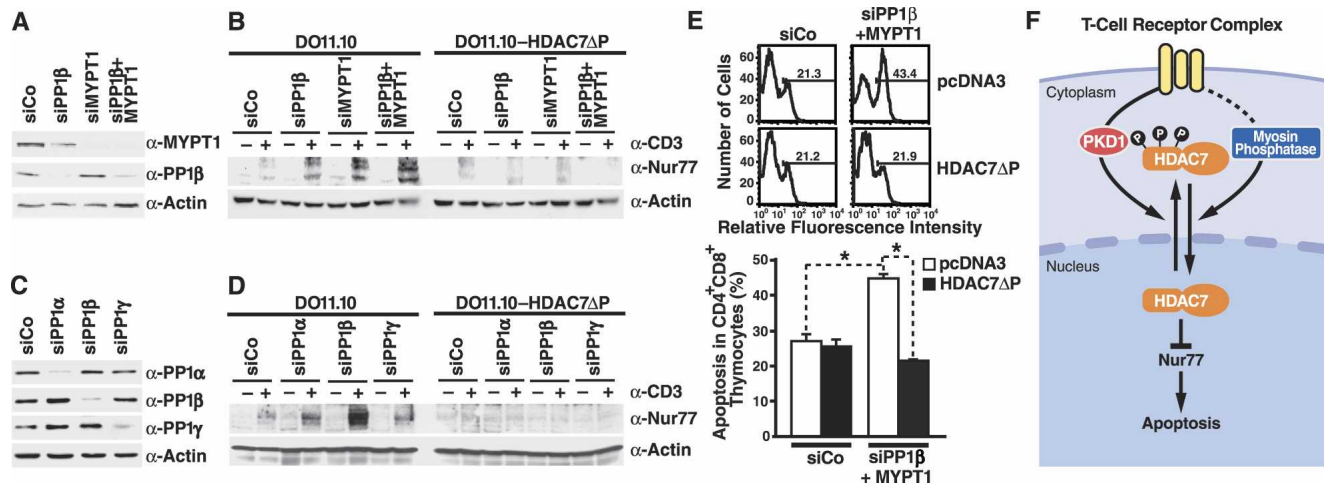 A
siCo
siPP1β
siMYPT1
siPP1β+
MYPT1
α-MYPT1
α-PP1β
α-Actin
B
DO11.10
DO11.10–HDAC7ΔP
siCo
siPP1β
siMYPT1
siPP1β+
MYPT1
siCo
siPP1β
siMYPT1
siPP1β+
MYPT1
– + – + – + – + – + – + – + – + α-CD3
α-Nur77
α-Actin
C
siCo
siPP1α
siPP1β
siPP1γ
α-PP1α
α-PP1β
α-PP1γ
α-Actin
D
DO11.10
DO11.10–HDAC7ΔP
siCo
siPP1α
siPP1β
siPP1γ
siCo
siPP1α
siPP1β
siPP1γ
– + – + – + – + – + – + – + – + α-CD3
α-Nur77
α-Actin
E
siCo
siPP1β
+MYPT1
Number of Cells
60
40
20
0
21.3
43.4
pcDNA3
60
40
20
0
21.2
21.9
HDAC7ΔP
10⁰ 10¹ 10² 10³ 10⁴ 10⁰ 10¹ 10² 10³ 10⁴
Relative Fluorescence Intensity
Apoptosis in CD4⁺CD8⁺
Thymocytes (%)
50
40
30
20
10
0
* *
pcDNA3
HDAC7ΔP
siCo
siPP1β
+ MYPT1
F
T-Cell Receptor Complex
Cytoplasm
Nucleus
PKD1
P P P
HDAC7
Myosin
Phosphatase
HDAC7
Nur77
Apoptosis